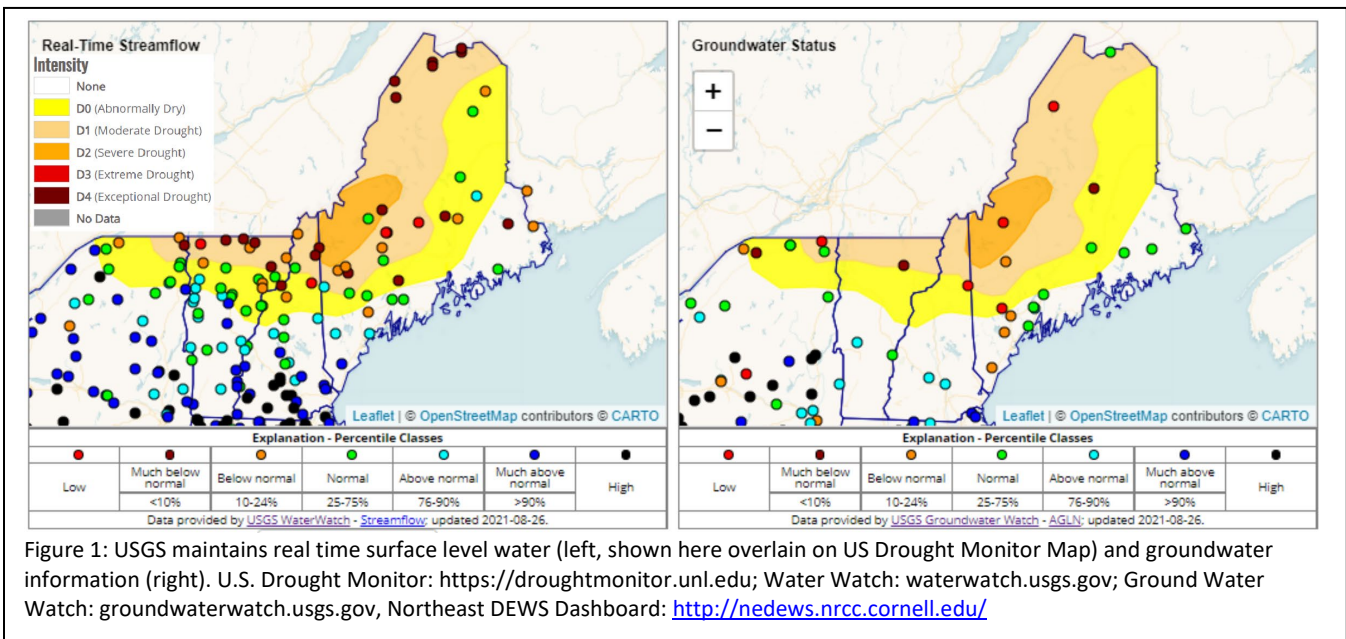 Real-Time Streamflow
Intensity
None
D0 (Abnormally Dry)
D1 (Moderate Drought)
D2 (Severe Drought)
D3 (Extreme Drought)
D4 (Exceptional Drought)
No Data
Leaflet | © OpenStreetMap contributors © CARTO
Explanation - Percentile Classes
Low
Much below normal
Below normal
Normal
Above normal
Much above normal
High
<10%
10-24%
25-75%
76-90%
>90%
Data provided by USGS WaterWatch - Streamflow; updated 2021-08-26.
Groundwater Status
+
−
Leaflet | © OpenStreetMap contributors © CARTO
Explanation - Percentile Classes
Low
Much below normal
Below normal
Normal
Above normal
Much above normal
High
<10%
10-24%
25-75%
76-90%
>90%
Data provided by USGS Groundwater Watch - AGLN; updated 2021-08-26.
Figure 1: USGS maintains real time surface level water (left, shown here overlain on US Drought Monitor Map) and groundwater
information (right). U.S. Drought Monitor: https://droughtmonitor.unl.edu; Water Watch: waterwatch.usgs.gov; Ground Water
Watch: groundwaterwatch.usgs.gov, Northeast DEWS Dashboard: http://nedews.nrcc.cornell.edu/